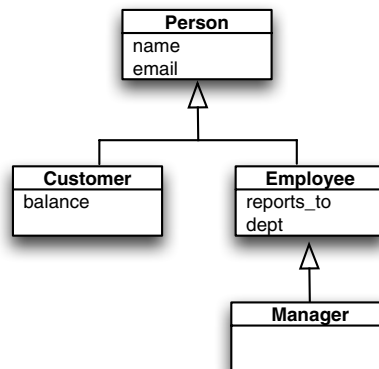 Person
name
email
Customer
balance
Employee
reports_to
dept
Manager